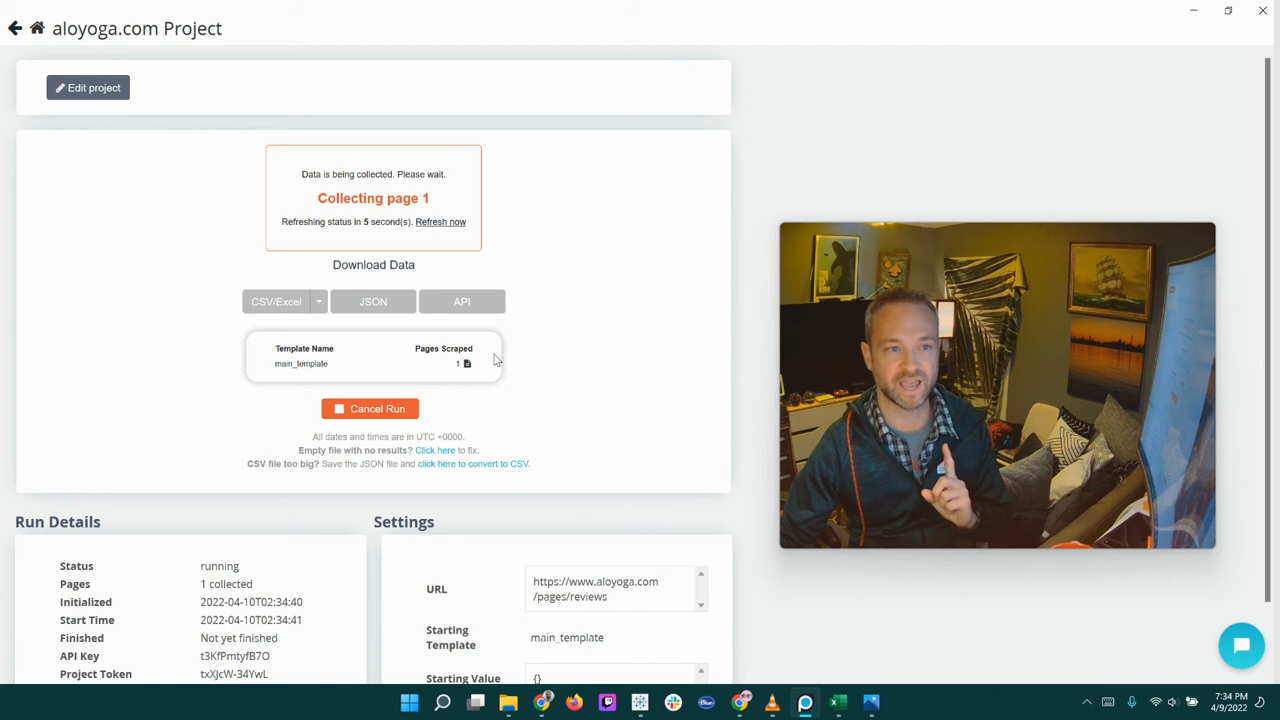 aloyoga.com Project
Edit project
Data is being collected. Please wait.
Collecting page 1
Refreshing status in 5 second(s). Refresh now
Download Data
CSV/Excel JSON API
Template Name Pages Scraped
main_template 1
Cancel Run
All dates and times are in UTC +0000.
Empty file with no results? Click here to fix.
CSV file too big? Save the JSON file and click here to convert to CSV.
Run Details
Status running
Pages 1 collected
Initialized 2022-04-10T02:34:40
Start Time 2022-04-10T02:34:41
Finished Not yet finished
API Key t3KfPmtyfB7O
Project Token txXJcW-34YwL
Settings
URL https://www.aloyoga.com
/pages/reviews
Starting
Template main_template
Starting Value {}
7:34 PM
4/9/2022